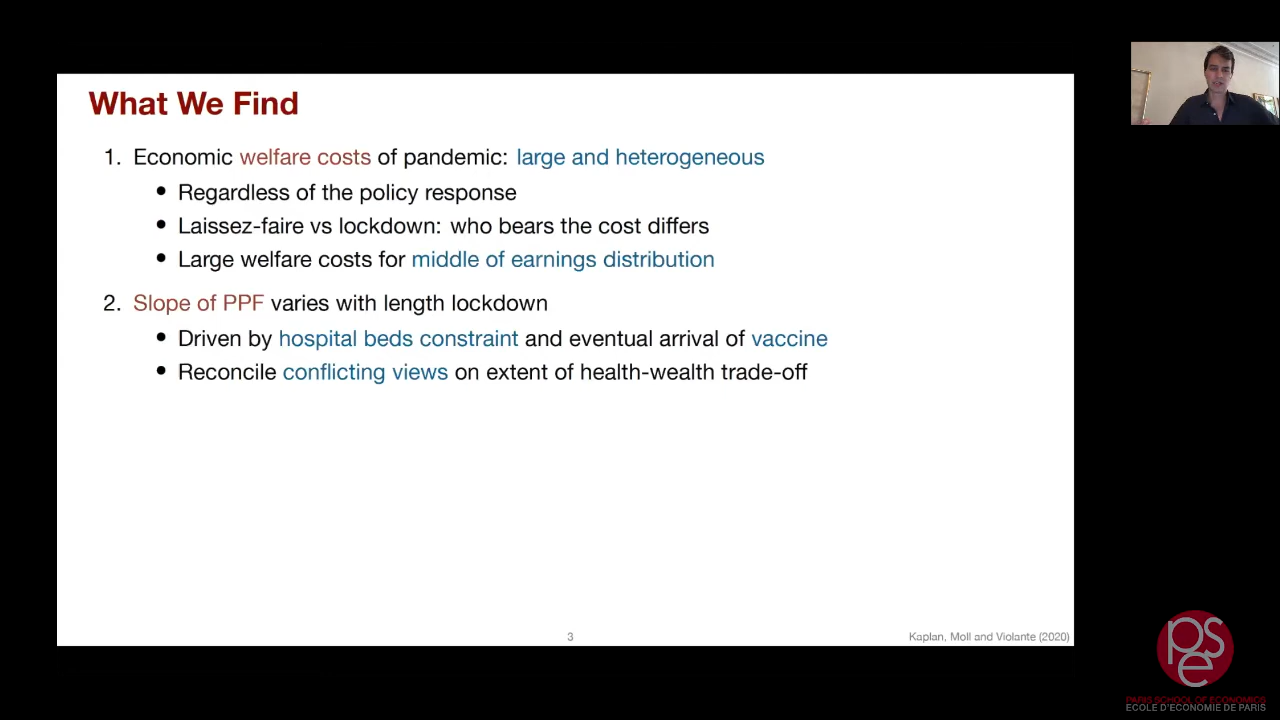 What We Find
1. Economic welfare costs of pandemic: large and heterogeneous
• Regardless of the policy response
• Laissez-faire vs lockdown: who bears the cost differs
• Large welfare costs for middle of earnings distribution
2. Slope of PPF varies with length lockdown
• Driven by hospital beds constraint and eventual arrival of vaccine
• Reconcile conflicting views on extent of health-wealth trade-off
3
Kaplan, Moll and Violante (2020)
pse
PARIS SCHOOL OF ECONOMICS
ECOLE D'ECONOMIE DE PARIS